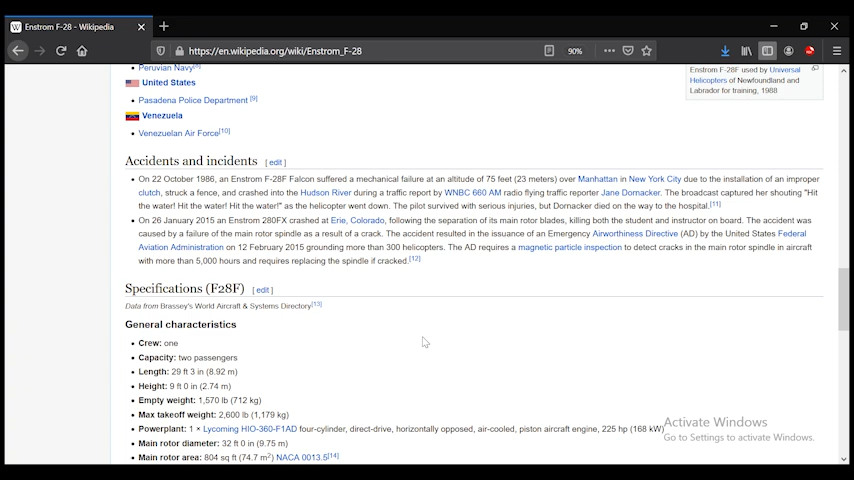 Enstrom F-28 - Wikipedia
https://en.wikipedia.org/wiki/Enstrom_F-28
90%
Peruvian Navy[8]
United States
Pasadena Police Department [9]
Venezuela
Venezuelan Air Force[10]
Enstrom F-28F used by Universal
Helicopters of Newfoundland and
Labrador for training, 1988
Accidents and incidents [ edit ]
On 22 October 1986, an Enstrom F-28F Falcon suffered a mechanical failure at an altitude of 75 feet (23 meters) over Manhattan in New York City due to the installation of an improper
clutch, struck a fence, and crashed into the Hudson River during a traffic report by WNBC 660 AM radio flying traffic reporter Jane Dornacker. The broadcast captured her shouting "Hit
the water! Hit the water! Hit the water!" as the helicopter went down. The pilot survived with serious injuries, but Dornacker died on the way to the hospital.[11]
On 26 January 2015 an Enstrom 280FX crashed at Erie, Colorado, following the separation of its main rotor blades, killing both the student and instructor on board. The accident was
caused by a failure of the main rotor spindle as a result of a crack. The accident resulted in the issuance of an Emergency Airworthiness Directive (AD) by the United States Federal
Aviation Administration on 12 February 2015 grounding more than 300 helicopters. The AD requires a magnetic particle inspection to detect cracks in the main rotor spindle in aircraft
with more than 5,000 hours and requires replacing the spindle if cracked.[12]
Specifications (F28F) [ edit ]
Data from Brassey's World Aircraft & Systems Directory[13]
General characteristics
Crew: one
Capacity: two passengers
Length: 29 ft 3 in (8.92 m)
Height: 9 ft 0 in (2.74 m)
Empty weight: 1,570 lb (712 kg)
Max takeoff weight: 2,600 lb (1,179 kg)
Powerplant: 1 × Lycoming HIO-360-F1AD four-cylinder, direct-drive, horizontally opposed, air-cooled, piston aircraft engine, 225 hp (168 kW)
Main rotor diameter: 32 ft 0 in (9.75 m)
Main rotor area: 804 sq ft (74.7 m²) NACA 0013.5[14]
Activate Windows
Go to Settings to activate Windows.